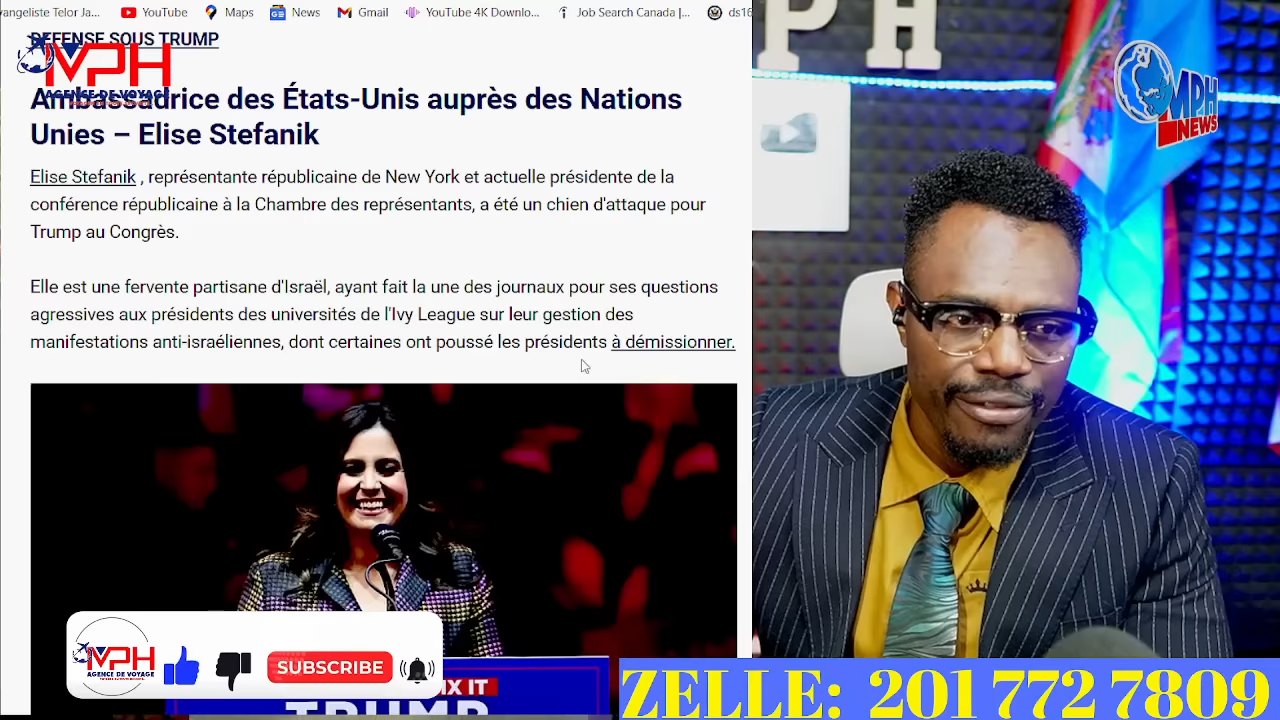 vangeliste Telor Ja... YouTube Maps News Gmail YouTube 4K Downlo... Job Search Canada |... ds16
DEFENSE SOUS TRUMP
MPH
AGENCE DE VOYAGE
des États-Unis auprès des Nations
Unies – Elise Stefanik
Elise Stefanik , représentante républicaine de New York et actuelle présidente de la
conférence républicaine à la Chambre des représentants, a été un chien d'attaque pour
Trump au Congrès.
Elle est une fervente partisane d'Israël, ayant fait la une des journaux pour ses questions
agressives aux présidents des universités de l'Ivy League sur leur gestion des
manifestations anti-israéliennes, dont certaines ont poussé les présidents à démissionner.
MPH
AGENCE DE VOYAGE
SUBSCRIBE
IX IT
TRUMP
PH
MPH
NEWS
ZELLE: 201 772 7809